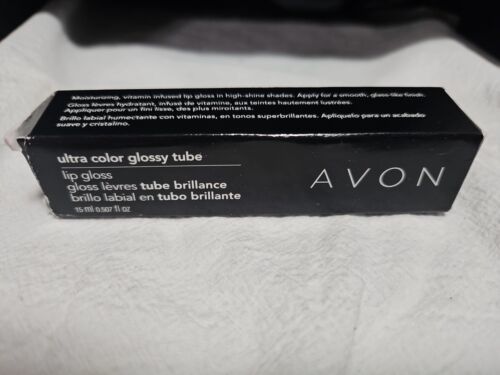 Moisturizing, vitamin infused lip gloss in high-shine shades. Apply for a smooth, glass-like finish.
Gloss lèvres hydratant, infusé de vitamine, aux teintes hautement lustrées.
Appliquer pour un fini lisse, des plus miroitants.
Brillo labial humectante con vitaminas, en tonos superbrillantes. Aplíquelo para un acabado
suave y cristalino.
ultra color glossy tube
lip gloss
gloss lèvres tube brillance
brillo labial en tubo brillante
15 ml 0.507 fl oz
AVON